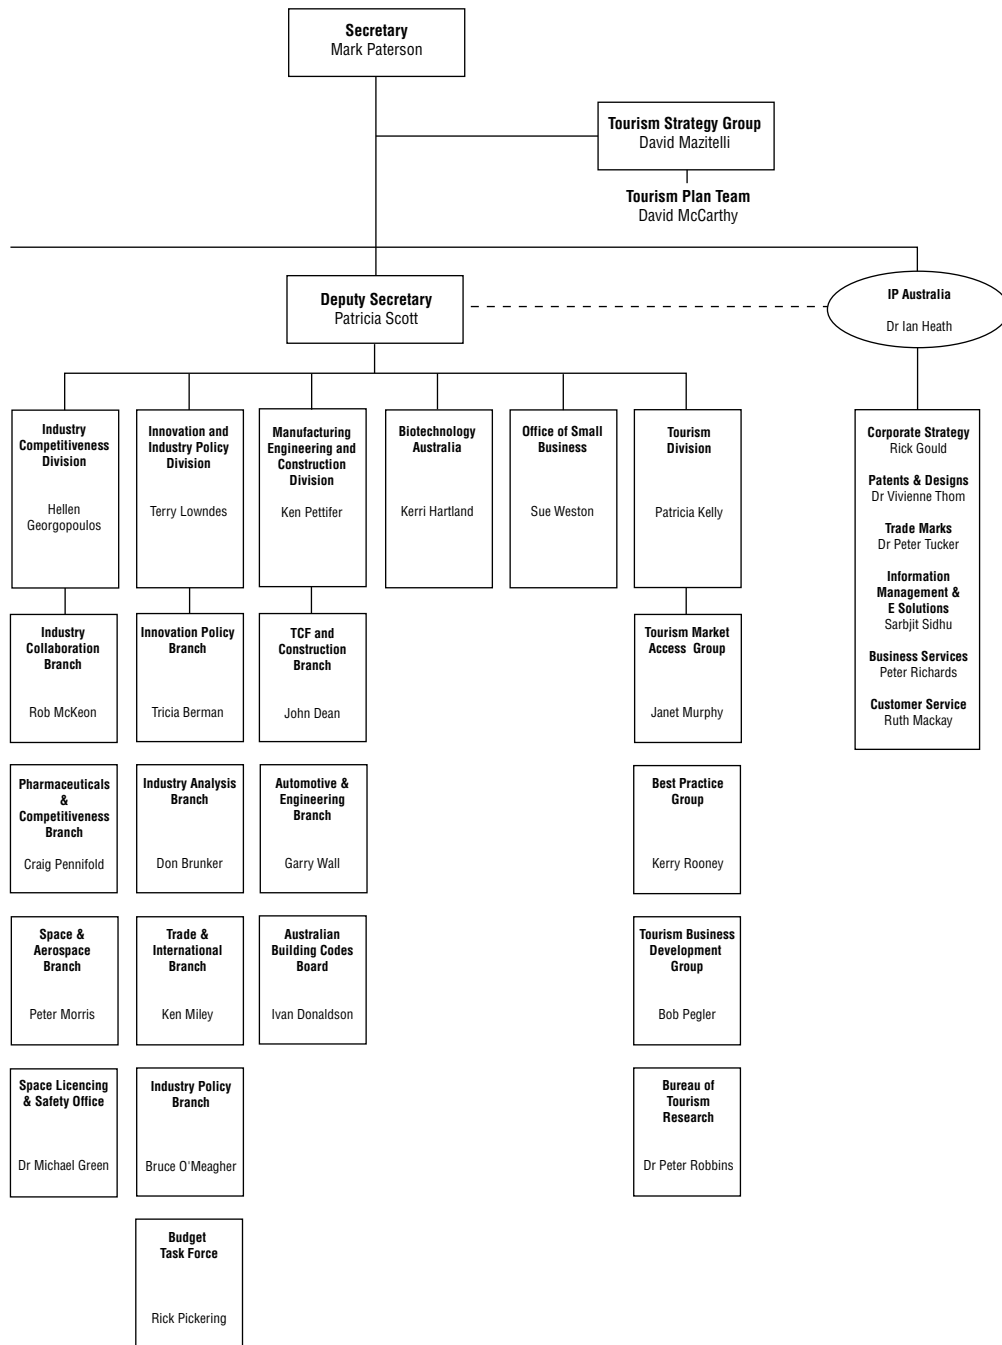 Secretary
Mark Paterson
Tourism Strategy Group
David Mazitelli
Tourism Plan Team
David McCarthy
Deputy Secretary
Patricia Scott
IP Australia
Dr Ian Heath
Industry
Competitiveness
Division
Hellen
Georgopoulos
Innovation and
Industry Policy
Division
Terry Lowndes
Manufacturing
Engineering and
Construction
Division
Ken Pettifer
Biotechnology
Australia
Kerri Hartland
Office of Small
Business
Sue Weston
Tourism
Division
Patricia Kelly
Corporate Strategy
Rick Gould
Patents & Designs
Dr Vivienne Thom
Trade Marks
Dr Peter Tucker
Information
Management &
E Solutions
Sarbjit Sidhu
Business Services
Peter Richards
Customer Service
Ruth Mackay
Industry
Collaboration
Branch
Rob McKeon
Innovation Policy
Branch
Tricia Berman
TCF and
Construction
Branch
John Dean
Tourism Market
Access Group
Janet Murphy
Pharmaceuticals
&
Competitiveness
Branch
Craig Pennifold
Industry Analysis
Branch
Don Brunker
Automotive &
Engineering
Branch
Garry Wall
Best Practice
Group
Kerry Rooney
Space &
Aerospace
Branch
Peter Morris
Trade &
International
Branch
Ken Miley
Australian
Building Codes
Board
Ivan Donaldson
Tourism Business
Development
Group
Bob Pegler
Space Licencing
& Safety Office
Dr Michael Green
Industry Policy
Branch
Bruce O'Meagher
Bureau of
Tourism
Research
Dr Peter Robbins
Budget
Task Force
Rick Pickering